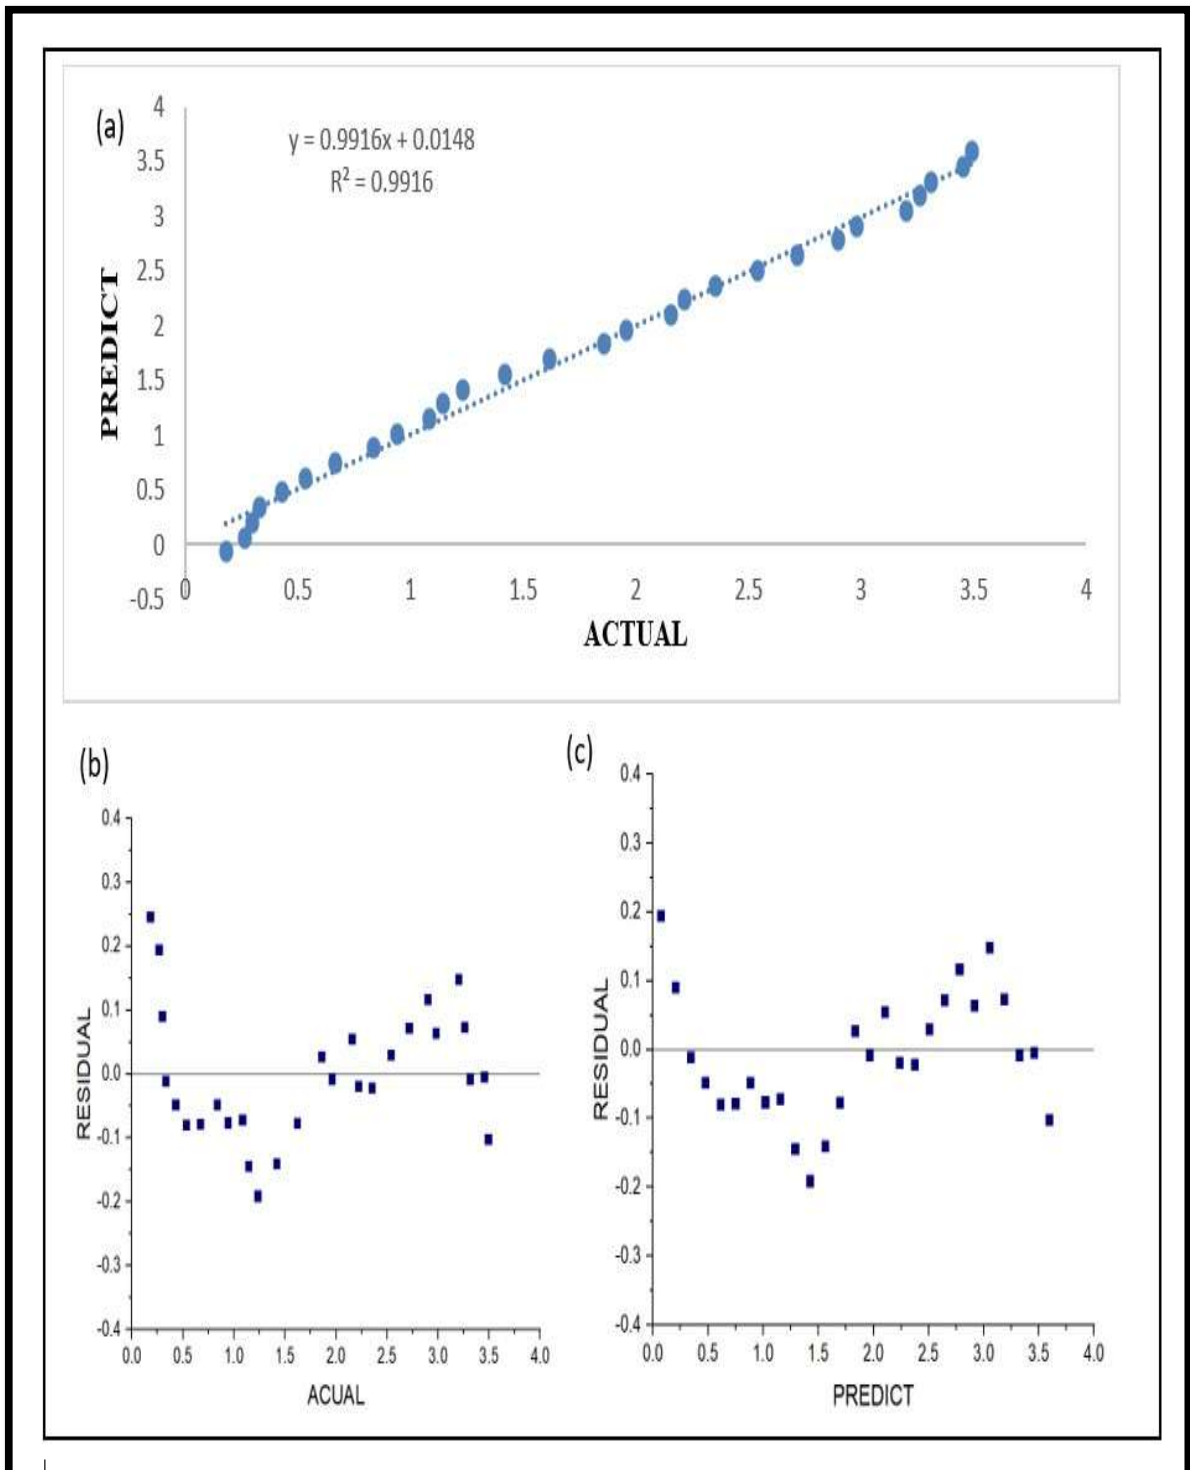 (a)
y = 0.9916x + 0.0148
R² = 0.9916
4
3.5
3
2.5
2
1.5
1
0.5
0
-0.5
PREDICT
0 0.5 1 1.5 2 2.5 3 3.5 4
ACTUAL
(b)
0.4
0.3
0.2
0.1
0.0
-0.1
-0.2
-0.3
-0.4
RESIDUAL
0.0 0.5 1.0 1.5 2.0 2.5 3.0 3.5 4.0
ACUAL
(c)
0.4
0.3
0.2
0.1
0.0
-0.1
-0.2
-0.3
-0.4
RESIDUAL
0.0 0.5 1.0 1.5 2.0 2.5 3.0 3.5 4.0
PREDICT